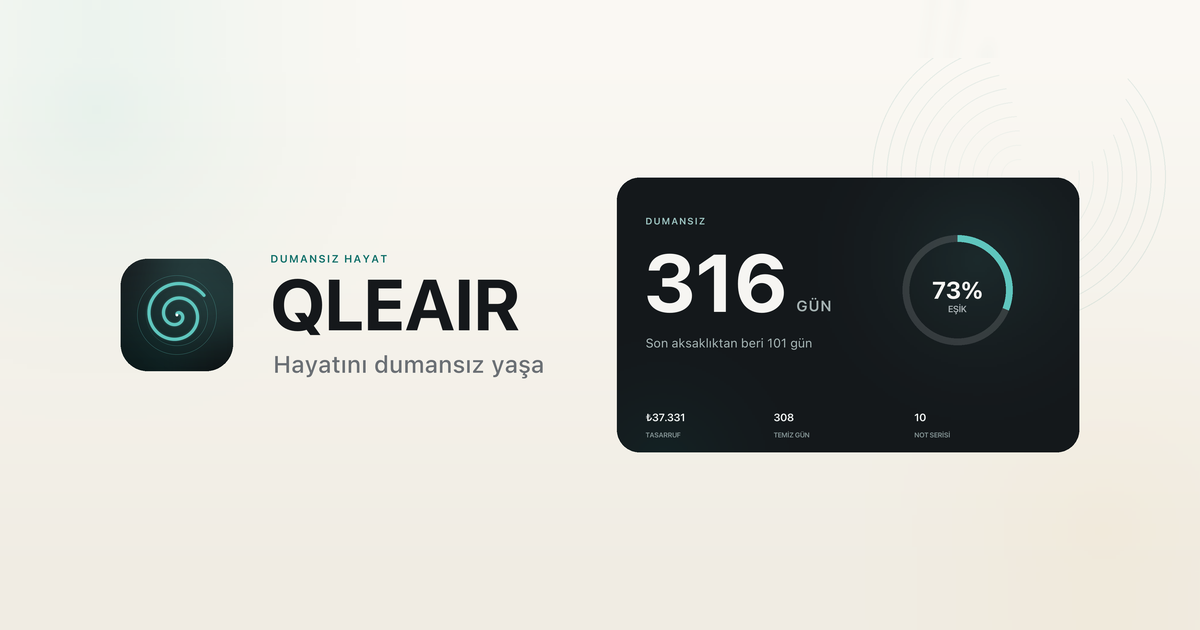 DUMANSIZ HAYAT
QLEAIR
Hayatını dumansız yaşa
DUMANSIZ
316 GÜN
Son aksaklıktan beri 101 gün
73%
EŞİK
₺37.331 308 10
TASARRUF TEMİZ GÜN NOT SERİSİ